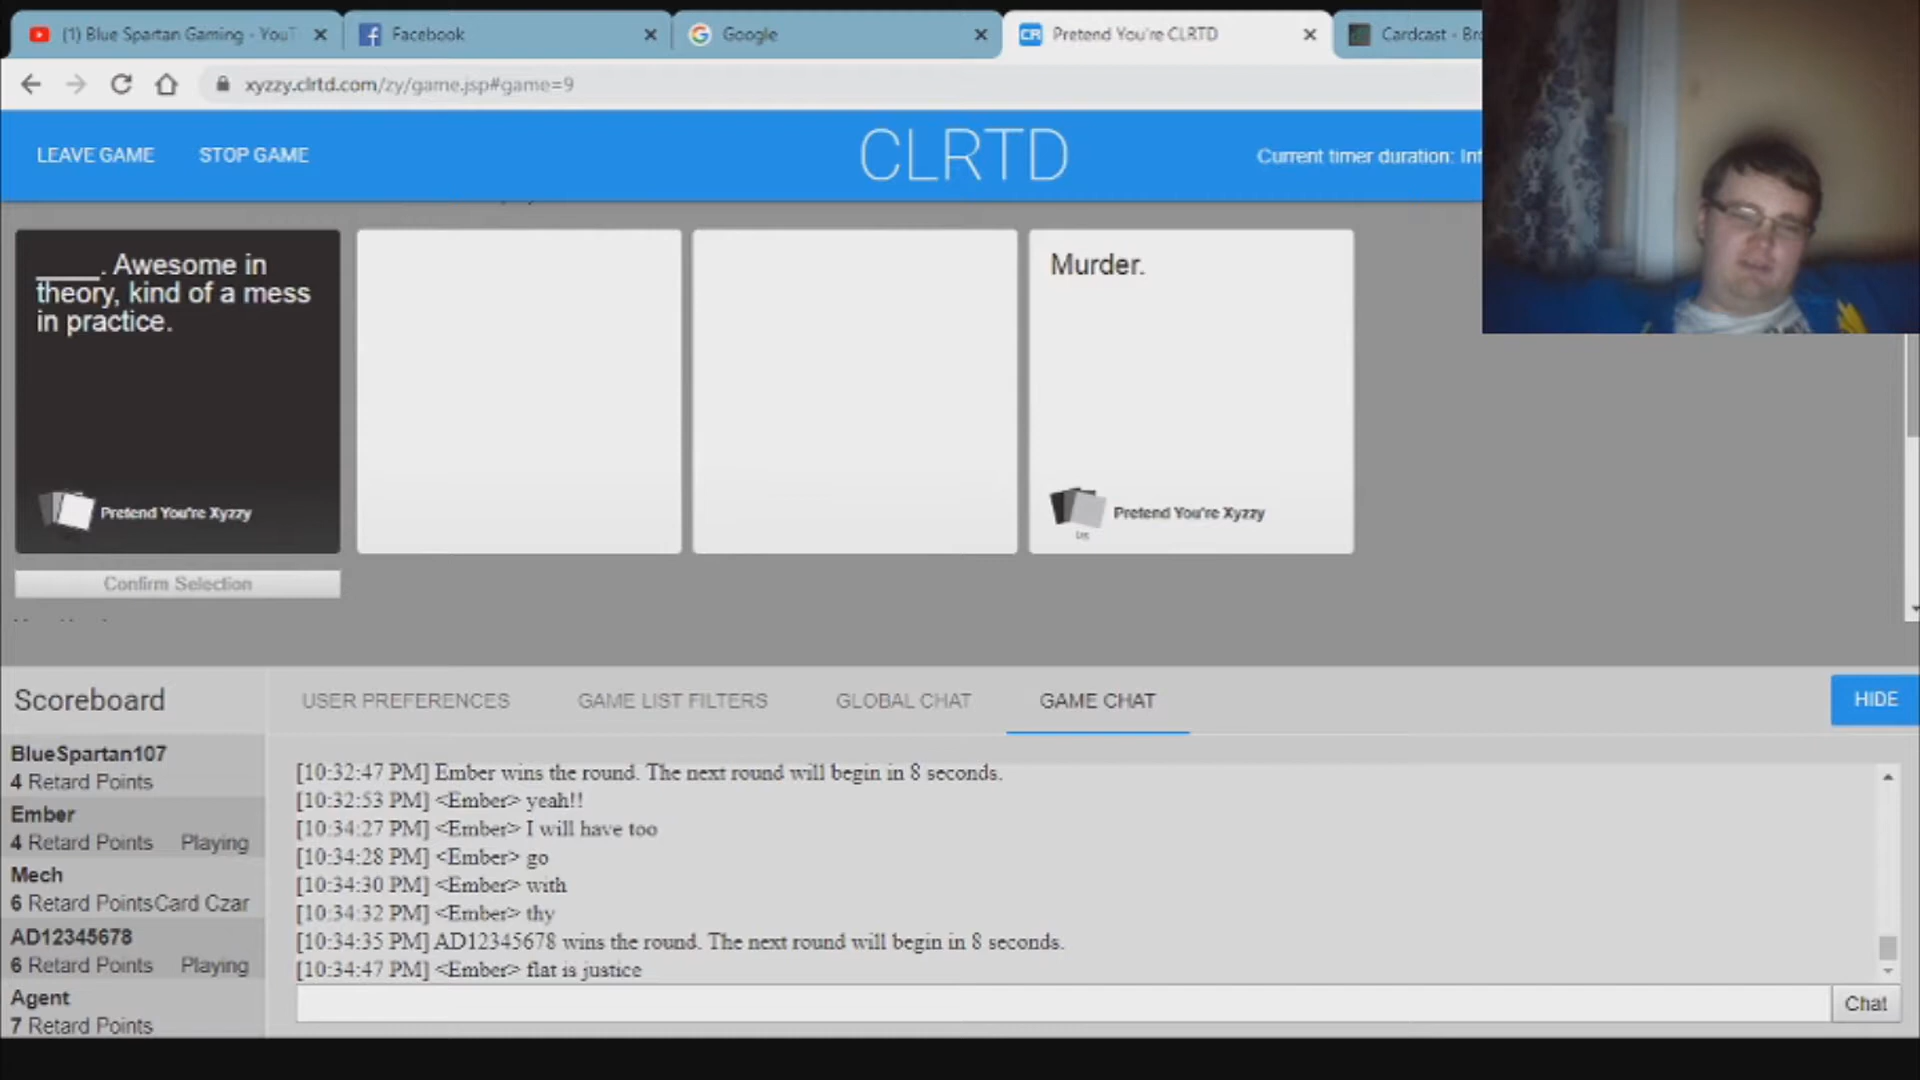 (1) Blue Spartan Gaming - YouT
Facebook
Google
Pretend You're CLRTD
Cardcast - Bro
xyzzy.clrtd.com/zy/game.jsp#game=9
LEAVE GAME
STOP GAME
CLRTD
Current timer duration: Inf
____. Awesome in
theory, kind of a mess
in practice.
Pretend You're Xyzzy
Murder.
Pretend You're Xyzzy
US
Confirm Selection
Scoreboard
USER PREFERENCES
GAME LIST FILTERS
GLOBAL CHAT
GAME CHAT
HIDE
BlueSpartan107
4 Retard Points
Ember
4 Retard Points Playing
Mech
6 Retard Points Card Czar
AD12345678
6 Retard Points Playing
Agent
7 Retard Points
[10:32:47 PM] Ember wins the round. The next round will begin in 8 seconds.
[10:32:53 PM] <Ember> yeah!!
[10:34:27 PM] <Ember> I will have too
[10:34:28 PM] <Ember> go
[10:34:30 PM] <Ember> with
[10:34:32 PM] <Ember> thy
[10:34:35 PM] AD12345678 wins the round. The next round will begin in 8 seconds.
[10:34:47 PM] <Ember> flat is justice
Chat